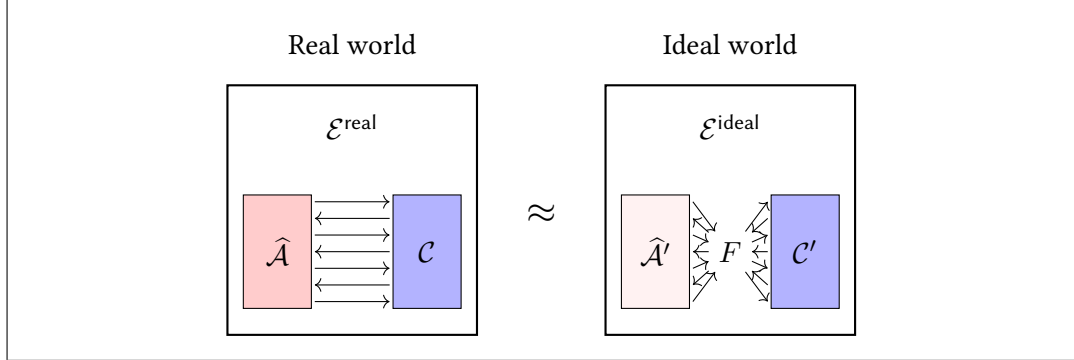 Real world
Ideal world
ℰ^real
ℰ^ideal
≈
𝒜̂
𝒞
𝒜̂′
F
𝒞′